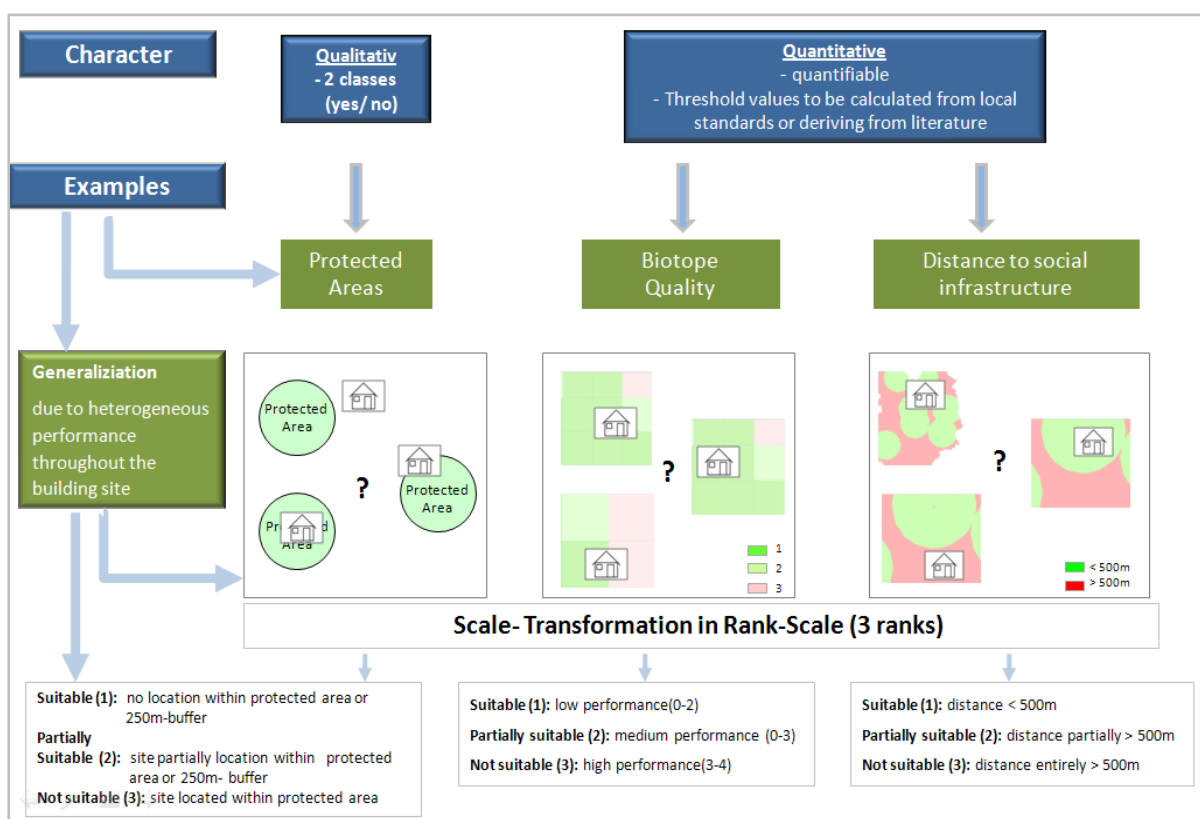 Character
Qualitativ
- 2 classes
(yes/ no)
Quantitative
- quantifiable
- Threshold values to be calculated from local
standards or deriving from literature
Examples
Protected
Areas
Biotope
Quality
Distance to social
infrastructure
Generaliziation
due to heterogeneous
performance
throughout the
building site
Protected
Area
?
Protected
Area
Pr d
Area
?
1
2
3
?
< 500m
> 500m
Scale- Transformation in Rank-Scale (3 ranks)
Suitable (1): no location within protected area or
250m-buffer
Partially
Suitable (2): site partially location within protected
area or 250m- buffer
Not suitable (3): site located within protected area
Suitable (1): low performance(0-2)
Partially suitable (2): medium performance (0-3)
Not suitable (3): high performance(3-4)
Suitable (1): distance < 500m
Partially suitable (2): distance partially > 500m
Not suitable (3): distance entirely > 500m